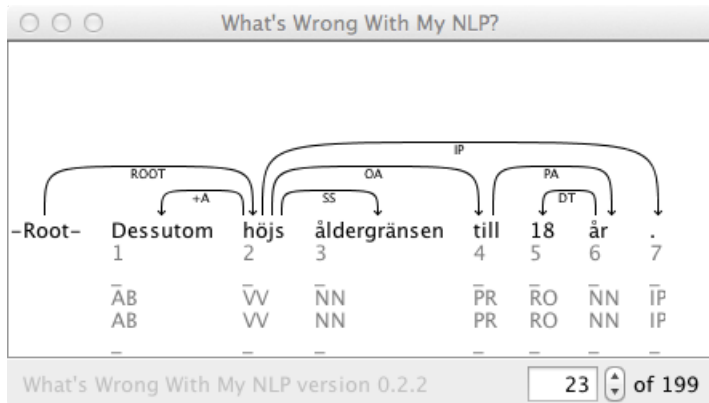 What's Wrong With My NLP?
IP
ROOT OA PA
+A SS DT
-Root- Dessutom höjs åldergränsen till 18 år .
1 2 3 4 5 6 7
_ _ _ _ _ _ _
AB VV NN PR RO NN IP
AB VV NN PR RO NN IP
_ _ _ _ _ _ _
What's Wrong With My NLP version 0.2.2 23 of 199